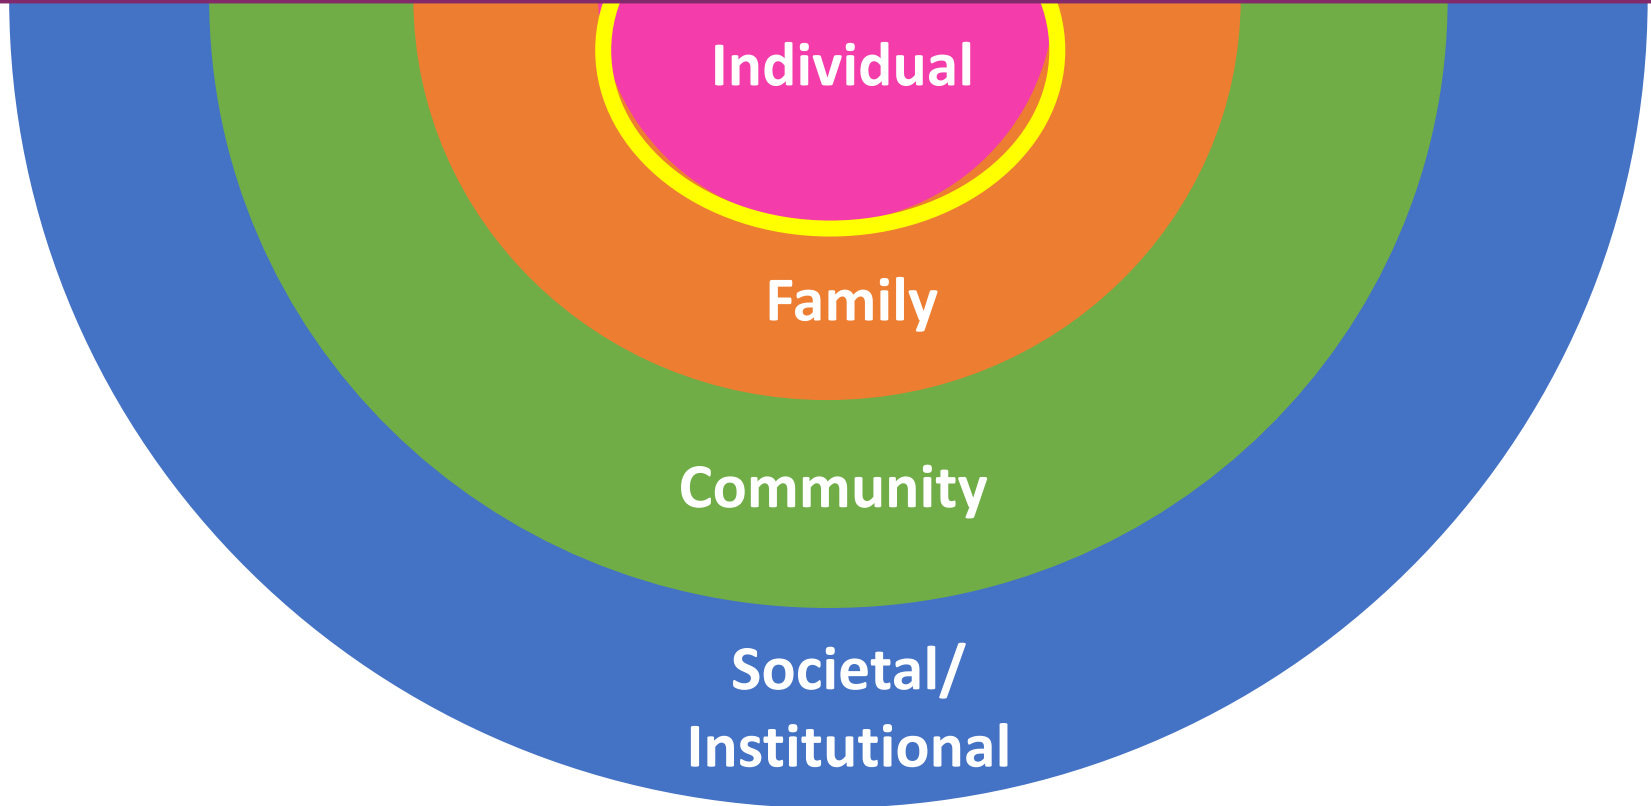 Individual
Family
Community
Societal/
Institutional